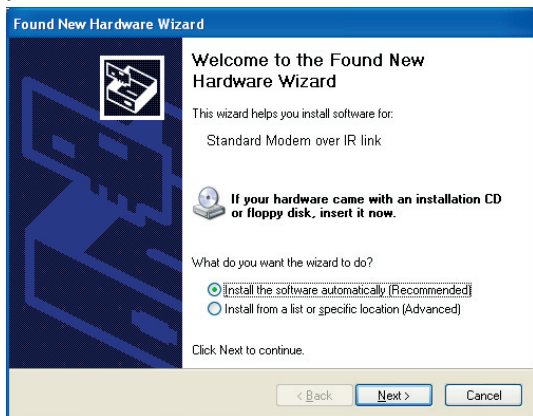 Found New Hardware Wizard
Welcome to the Found New
Hardware Wizard
This wizard helps you install software for:
Standard Modem over IR link
If your hardware came with an installation CD
or floppy disk, insert it now.
What do you want the wizard to do?
Install the software automatically (Recommended)
Install from a list or specific location (Advanced)
Click Next to continue.
< Back
Next >
Cancel